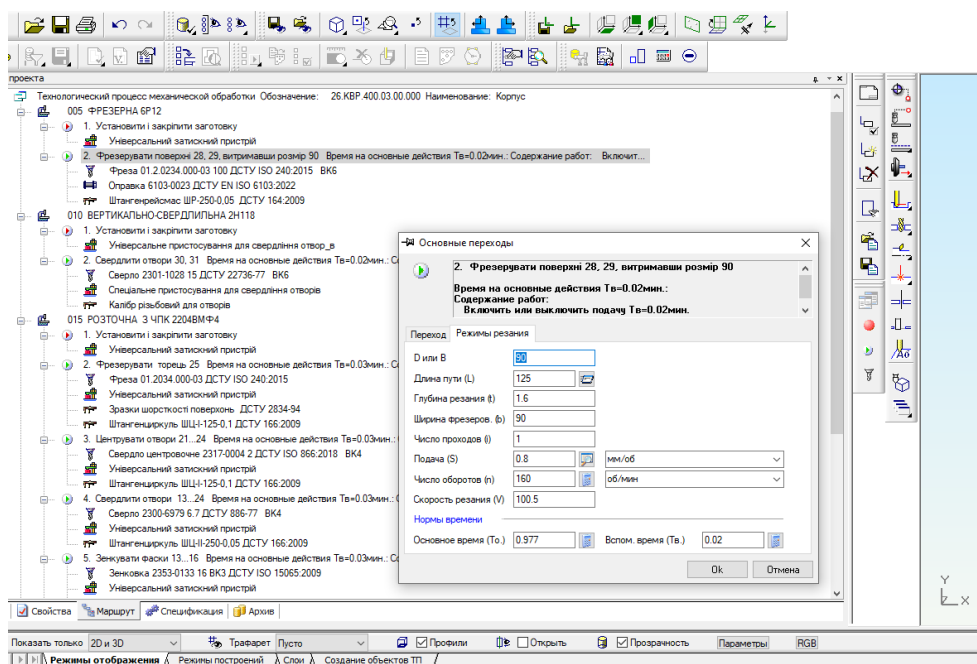 проекта
Технологический процесс механической обработки Обозначение: 26.КВР.400.03.00.000 Наименование: Корпус
005 ФРЕЗЕРНА 6Р12
1. Установити і закріпити заготовку
Універсальний затискний пристрій
2. Фрезерувати поверхні 28, 29, витримавши розмір 90 Время на основные действия Тв=0.02мин.: Содержание работ: Включит...
Фреза 01.2.0234.000-03 100 ДСТУ ISO 240:2015 ВК6
Оправка 6103-0023 ДСТУ EN ISO 6103:2022
Штангенрейсмас ШР-250-0,05 ДСТУ 164:2009
010 ВЕРТИКАЛЬНО-СВЕРДЛИЛЬНА 2Н118
1. Установити і закріпити заготовку
Універсальне пристосування для свердління отвор_в
2. Свердлити отвори 30, 31 Время на основные действия Тв=0.02мин.: Со
Сверло 2301-1028 15 ДСТУ 22736-77 ВК6
Спеціальне пристосування для свердління отворів
Калібр різьбовий для отворів
015 РОЗТОЧНА З ЧПК 2204ВМФ4
1. Установити і закріпити заготовку
Універсальний затискний пристрій
2. Фрезерувати торець 25 Время на основные действия Тв=0.03мин.: Со
Фреза 01.2034.000-03 ДСТУ ISO 240:2015
Універсальний затискний пристрій
Зразки шорсткості поверхонь ДСТУ 2834-94
Штангенциркуль ШЦ-І-125-0,1 ДСТУ 166:2009
3. Центрувати отвори 21...24 Время на основные действия Тв=0.03мин.:
Свердло центровочне 2317-0004 2 ДСТУ ISO 866:2018 ВК4
Універсальний затискний пристрій
Штангенциркуль ШЦ-І-125-0,1 ДСТУ 166:2009
4. Свердлити отвори 13...24 Время на основные действия Тв=0.03мин.:
Сверло 2300-6979 6.7 ДСТУ 886-77 ВК4
Універсальний затискний пристрій
Штангенциркуль ШЦ-ІІ-250-0,05 ДСТУ 166:2009
5. Зенкувати фаски 13...16 Время на основные действия Тв=0.03мин.: Со
Зенковка 2353-0133 16 ВК3 ДСТУ ISO 15065:2009
Універсальний затискний пристрій
Основные переходы
2. Фрезерувати поверхні 28, 29, витримавши розмір 90
Время на основные действия Тв=0.02мин.:
Содержание работ:
Включить или выключить подачу Тв=0.02мин.
Переход Режимы резания
D или B 90
Длина пути (L) 125
Глубина резания (t) 1.6
Ширина фрезеров. (b) 90
Число проходов (i) 1
Подача (S) 0.8 мм/об
Число оборотов (n) 160 об/мин
Скорость резания (V) 100.5
Нормы времени
Основное время (То.) 0.977 Вспом. время (Тв.) 0.02
Ok Отмена
Y
Z X
Свойства Маршрут Спецификация Архив
Показать только 2D и 3D Трафарет Пусто Профили Открыть Прозрачность Параметры RGB
Режимы отображения Режимы построений Слои Создание объектов ТП